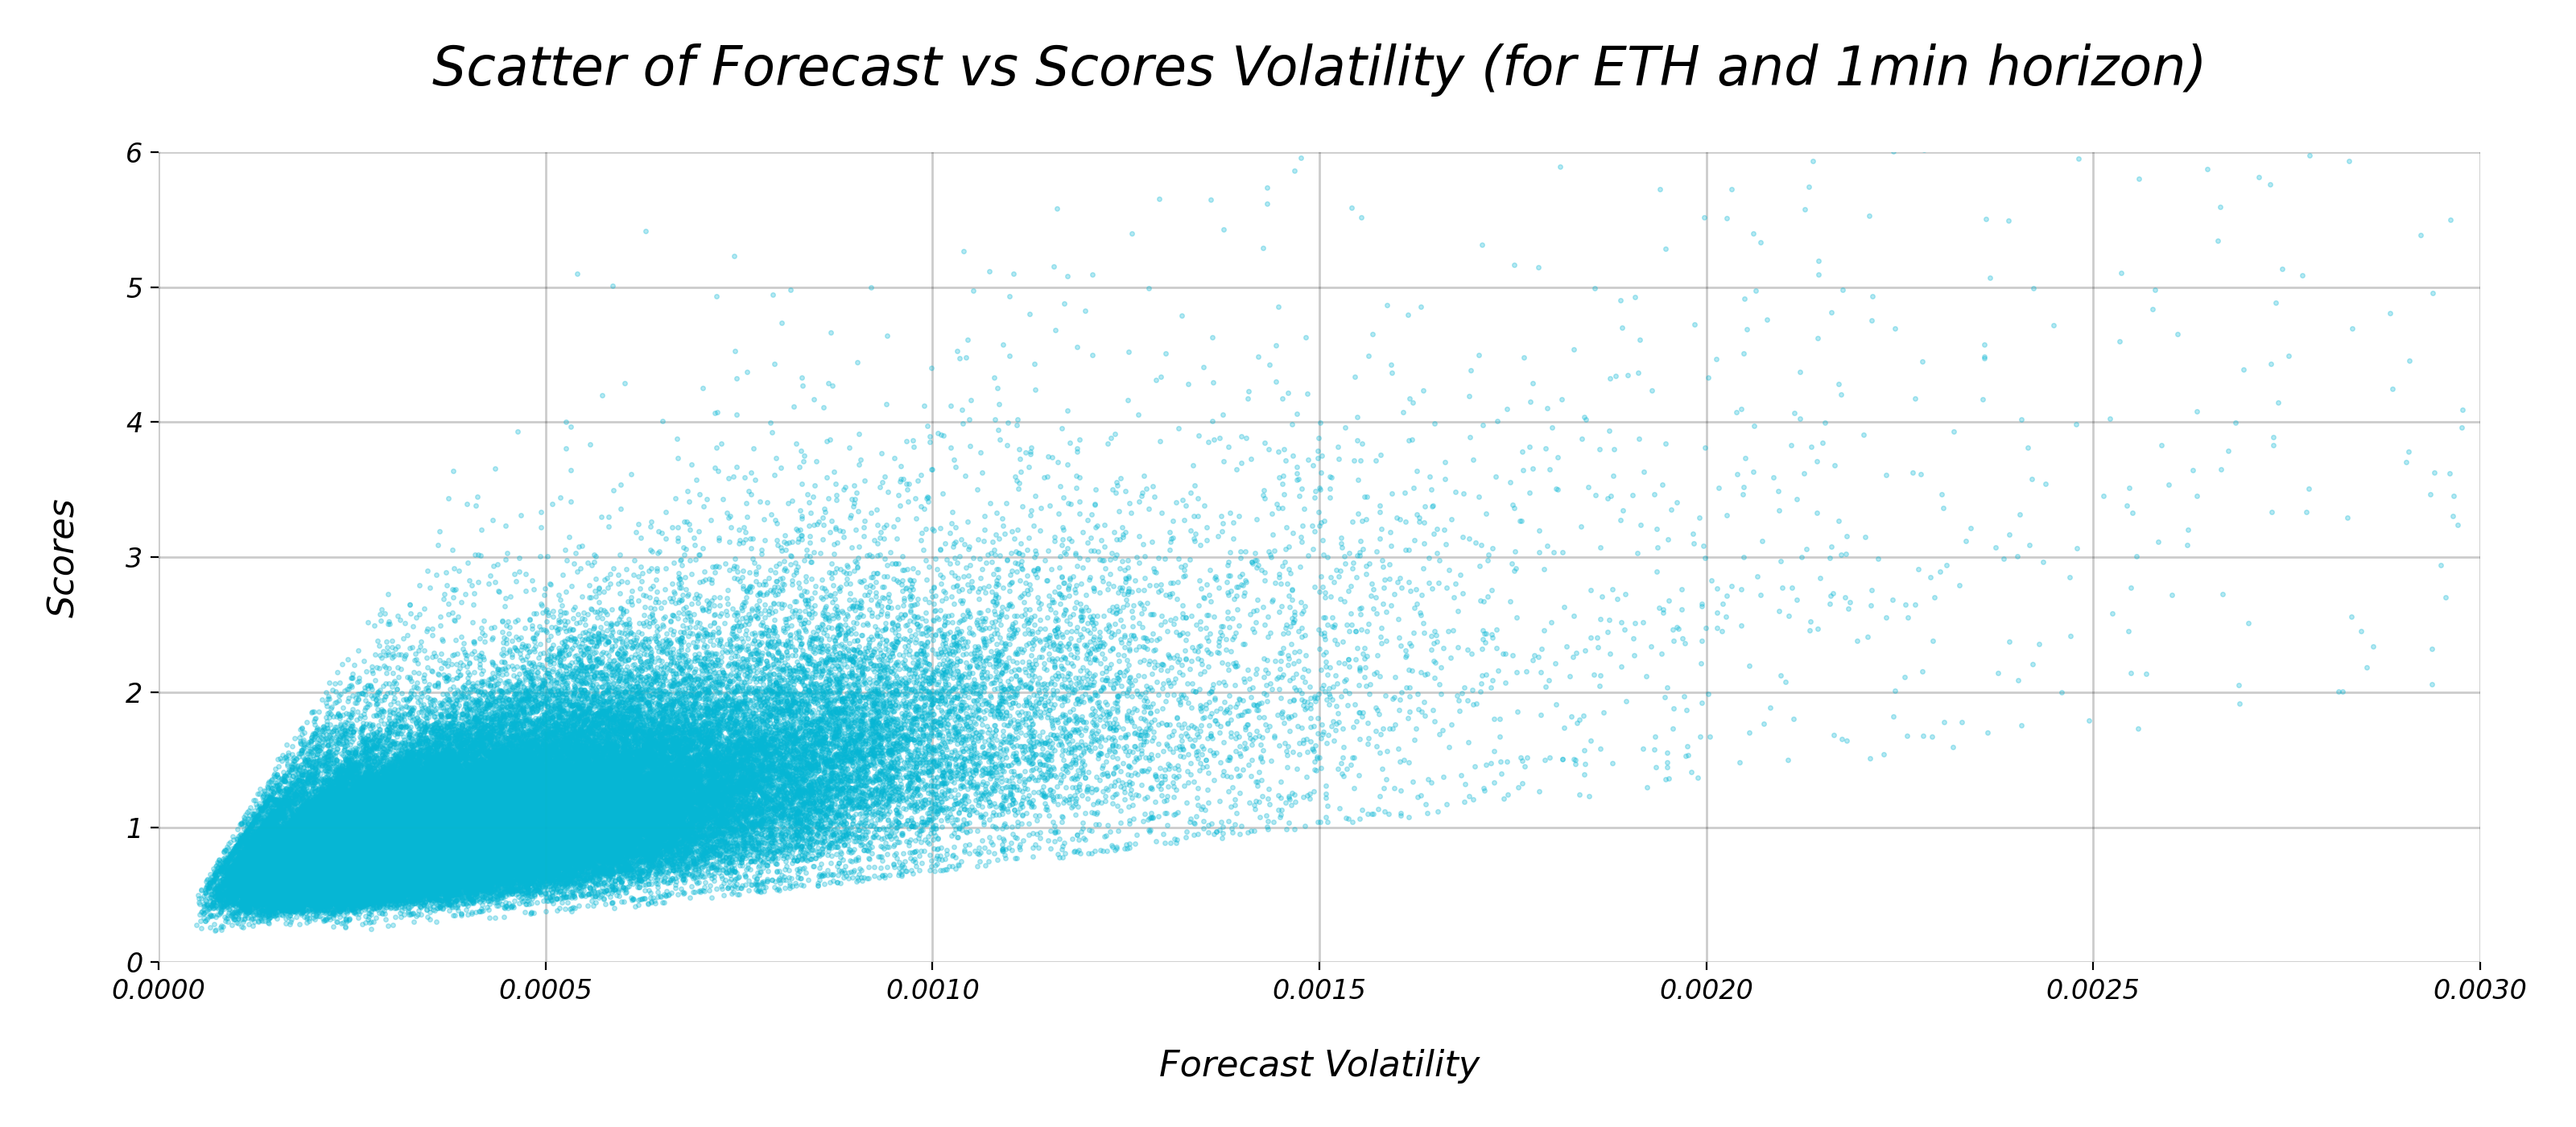 Scatter of Forecast vs Scores Volatility (for ETH and 1min horizon)
6
5
4
3
2
1
0
Scores
0.0000 0.0005 0.0010 0.0015 0.0020 0.0025 0.0030
Forecast Volatility